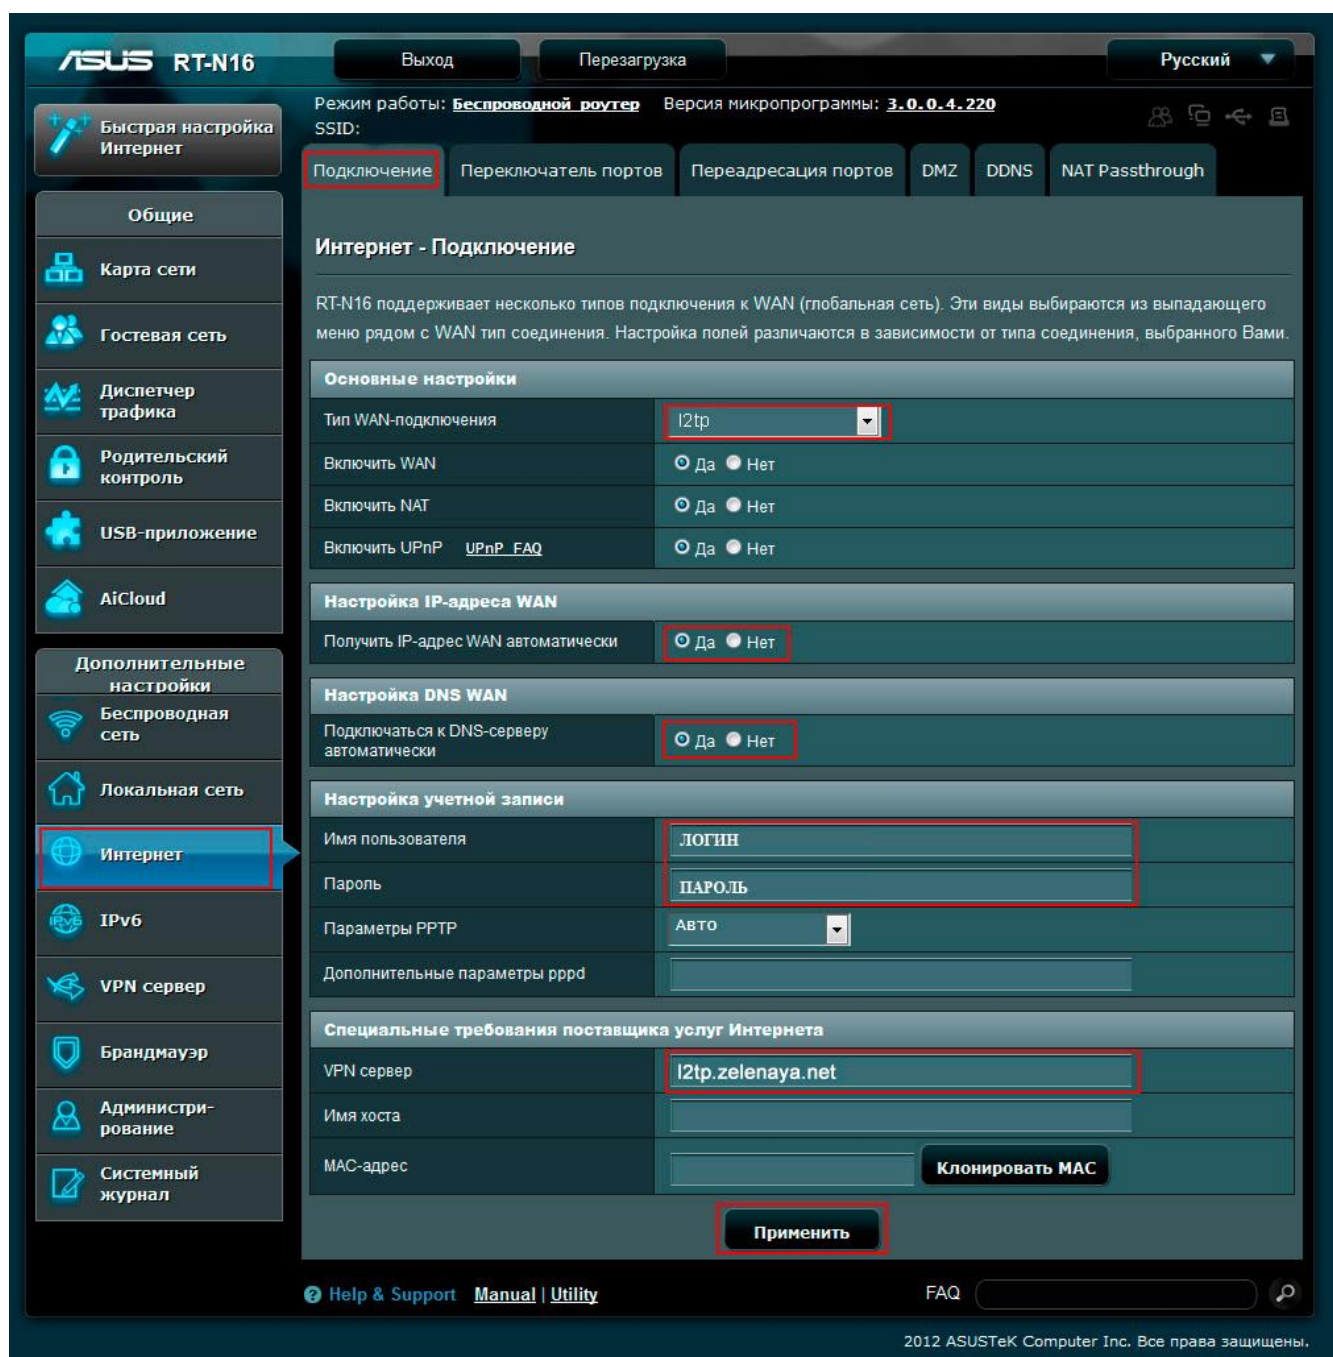 ASUS RT-N16
Выход
Перезагрузка
Русский
Режим работы: Беспроводной роутер Версия микропрограммы: 3.0.0.4.220
SSID:
Быстрая настройка
Интернет
Подключение
Переключатель портов
Переадресация портов
DMZ
DDNS
NAT Passthrough
Общие
Карта сети
Гостевая сеть
Диспетчер
трафика
Родительский
контроль
USB-приложение
AiCloud
Дополнительные
настройки
Беспроводная
сеть
Локальная сеть
Интернет
IPv6
VPN сервер
Брандмауэр
Администри-
рование
Системный
журнал
Интернет - Подключение
RT-N16 поддерживает несколько типов подключения к WAN (глобальная сеть). Эти виды выбираются из выпадающего
меню рядом с WAN тип соединения. Настройка полей различаются в зависимости от типа соединения, выбранного Вами.
Основные настройки
Тип WAN-подключения l2tp
Включить WAN Да Нет
Включить NAT Да Нет
Включить UPnP UPnP FAQ Да Нет
Настройка IP-адреса WAN
Получить IP-адрес WAN автоматически Да Нет
Настройка DNS WAN
Подключаться к DNS-серверу
автоматически
Да Нет
Настройка учетной записи
Имя пользователя ЛОГИН
Пароль ПАРОЛЬ
Параметры PPTP Авто
Дополнительные параметры pppd
Специальные требования поставщика услуг Интернета
VPN сервер l2tp.zelenaya.net
Имя хоста
MAC-адрес Клонировать MAC
Применить
Help & Support Manual | Utility FAQ
2012 ASUSTeK Computer Inc. Все права защищены.